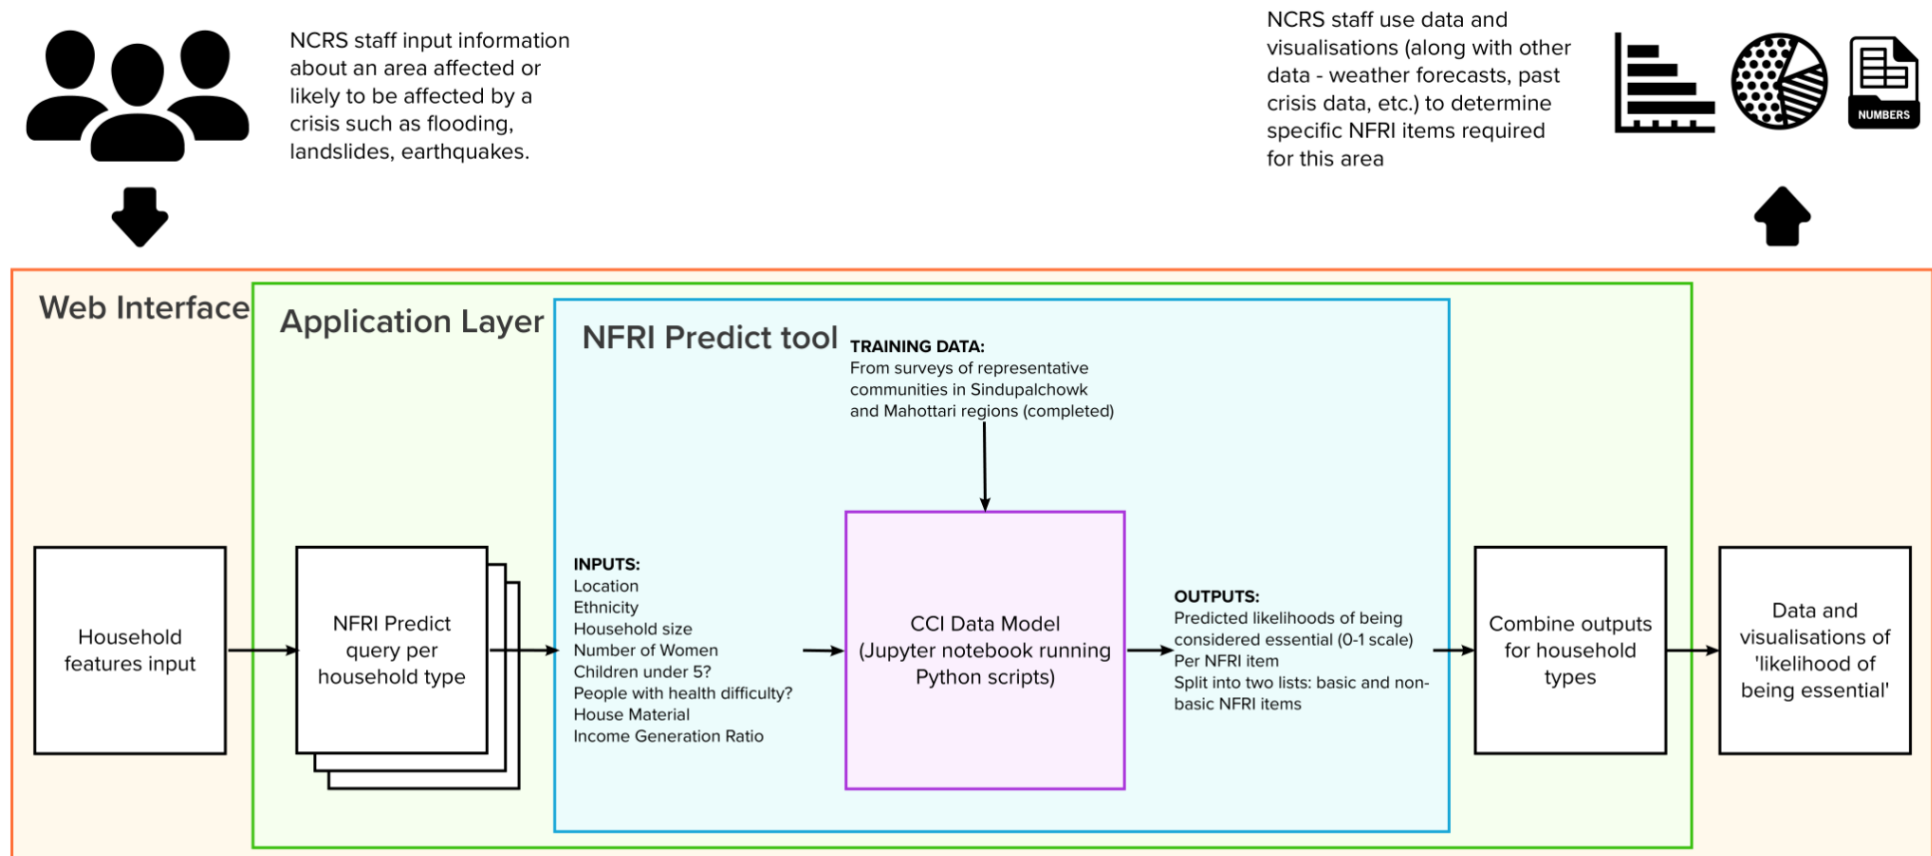 NCRS staff input information
about an area affected or
likely to be affected by a
crisis such as flooding,
landslides, earthquakes.
NCRS staff use data and
visualisations (along with other
data - weather forecasts, past
crisis data, etc.) to determine
specific NFRI items required
for this area
NUMBERS
Web Interface
Application Layer
NFRI Predict tool
TRAINING DATA:
From surveys of representative
communities in Sindupalchowk
and Mahottari regions (completed)
Household
features input
NFRI Predict
query per
household type
INPUTS:
Location
Ethnicity
Household size
Number of Women
Children under 5?
People with health difficulty?
House Material
Income Generation Ratio
CCI Data Model
(Jupyter notebook running
Python scripts)
OUTPUTS:
Predicted likelihoods of being
considered essential (0-1 scale)
Per NFRI item
Split into two lists: basic and non-
basic NFRI items
Combine outputs
for household
types
Data and
visualisations of
'likelihood of
being essential'